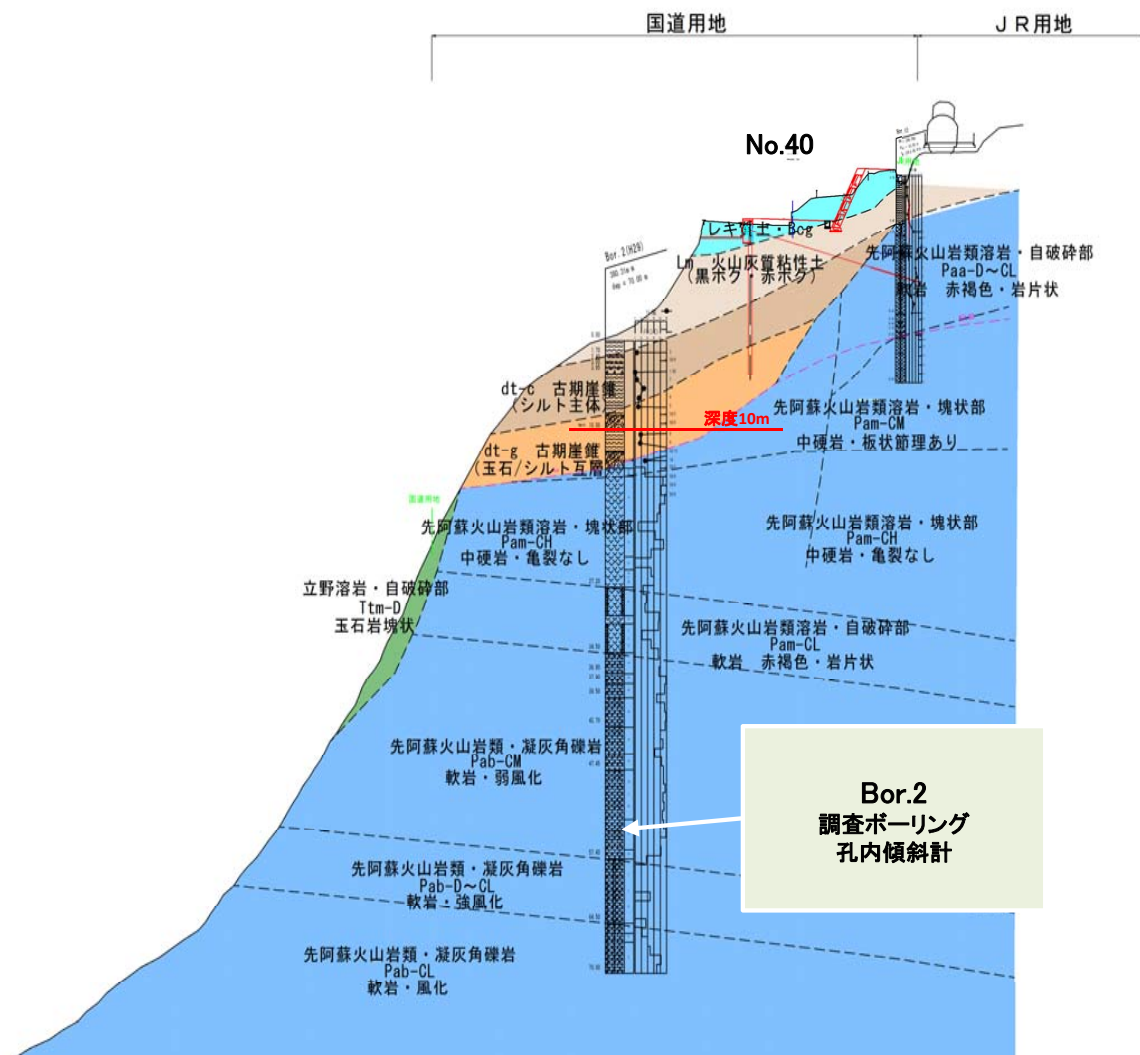 国道用地
ＪＲ用地
No.40
Bor.2(H29)
レキ質土・Bcg
Lm 火山灰質粘性土
(黒ボク・赤ボク)
先阿蘇火山岩類溶岩・自破砕部
Paa-D～CL
軟岩 赤褐色・岩片状
dt-c 古期崖錐
(シルト主体)
深度10m
先阿蘇火山岩類溶岩・塊状部
Pam-CM
中硬岩・板状節理あり
dt-g 古期崖錐
(玉石/シルト互層)
国道用地
先阿蘇火山岩類溶岩・塊状部
Pam-CH
中硬岩・亀裂なし
先阿蘇火山岩類溶岩・塊状部
Pam-CH
中硬岩・亀裂なし
立野溶岩・自破砕部
Ttm-D
玉石岩塊状
先阿蘇火山岩類溶岩・自破砕部
Pam-CL
軟岩 赤褐色・岩片状
先阿蘇火山岩類・凝灰角礫岩
Pab-CM
軟岩・弱風化
Bor.2
調査ボーリング
孔内傾斜計
先阿蘇火山岩類・凝灰角礫岩
Pab-D～CL
軟岩・強風化
先阿蘇火山岩類・凝灰角礫岩
Pab-CL
軟岩・風化